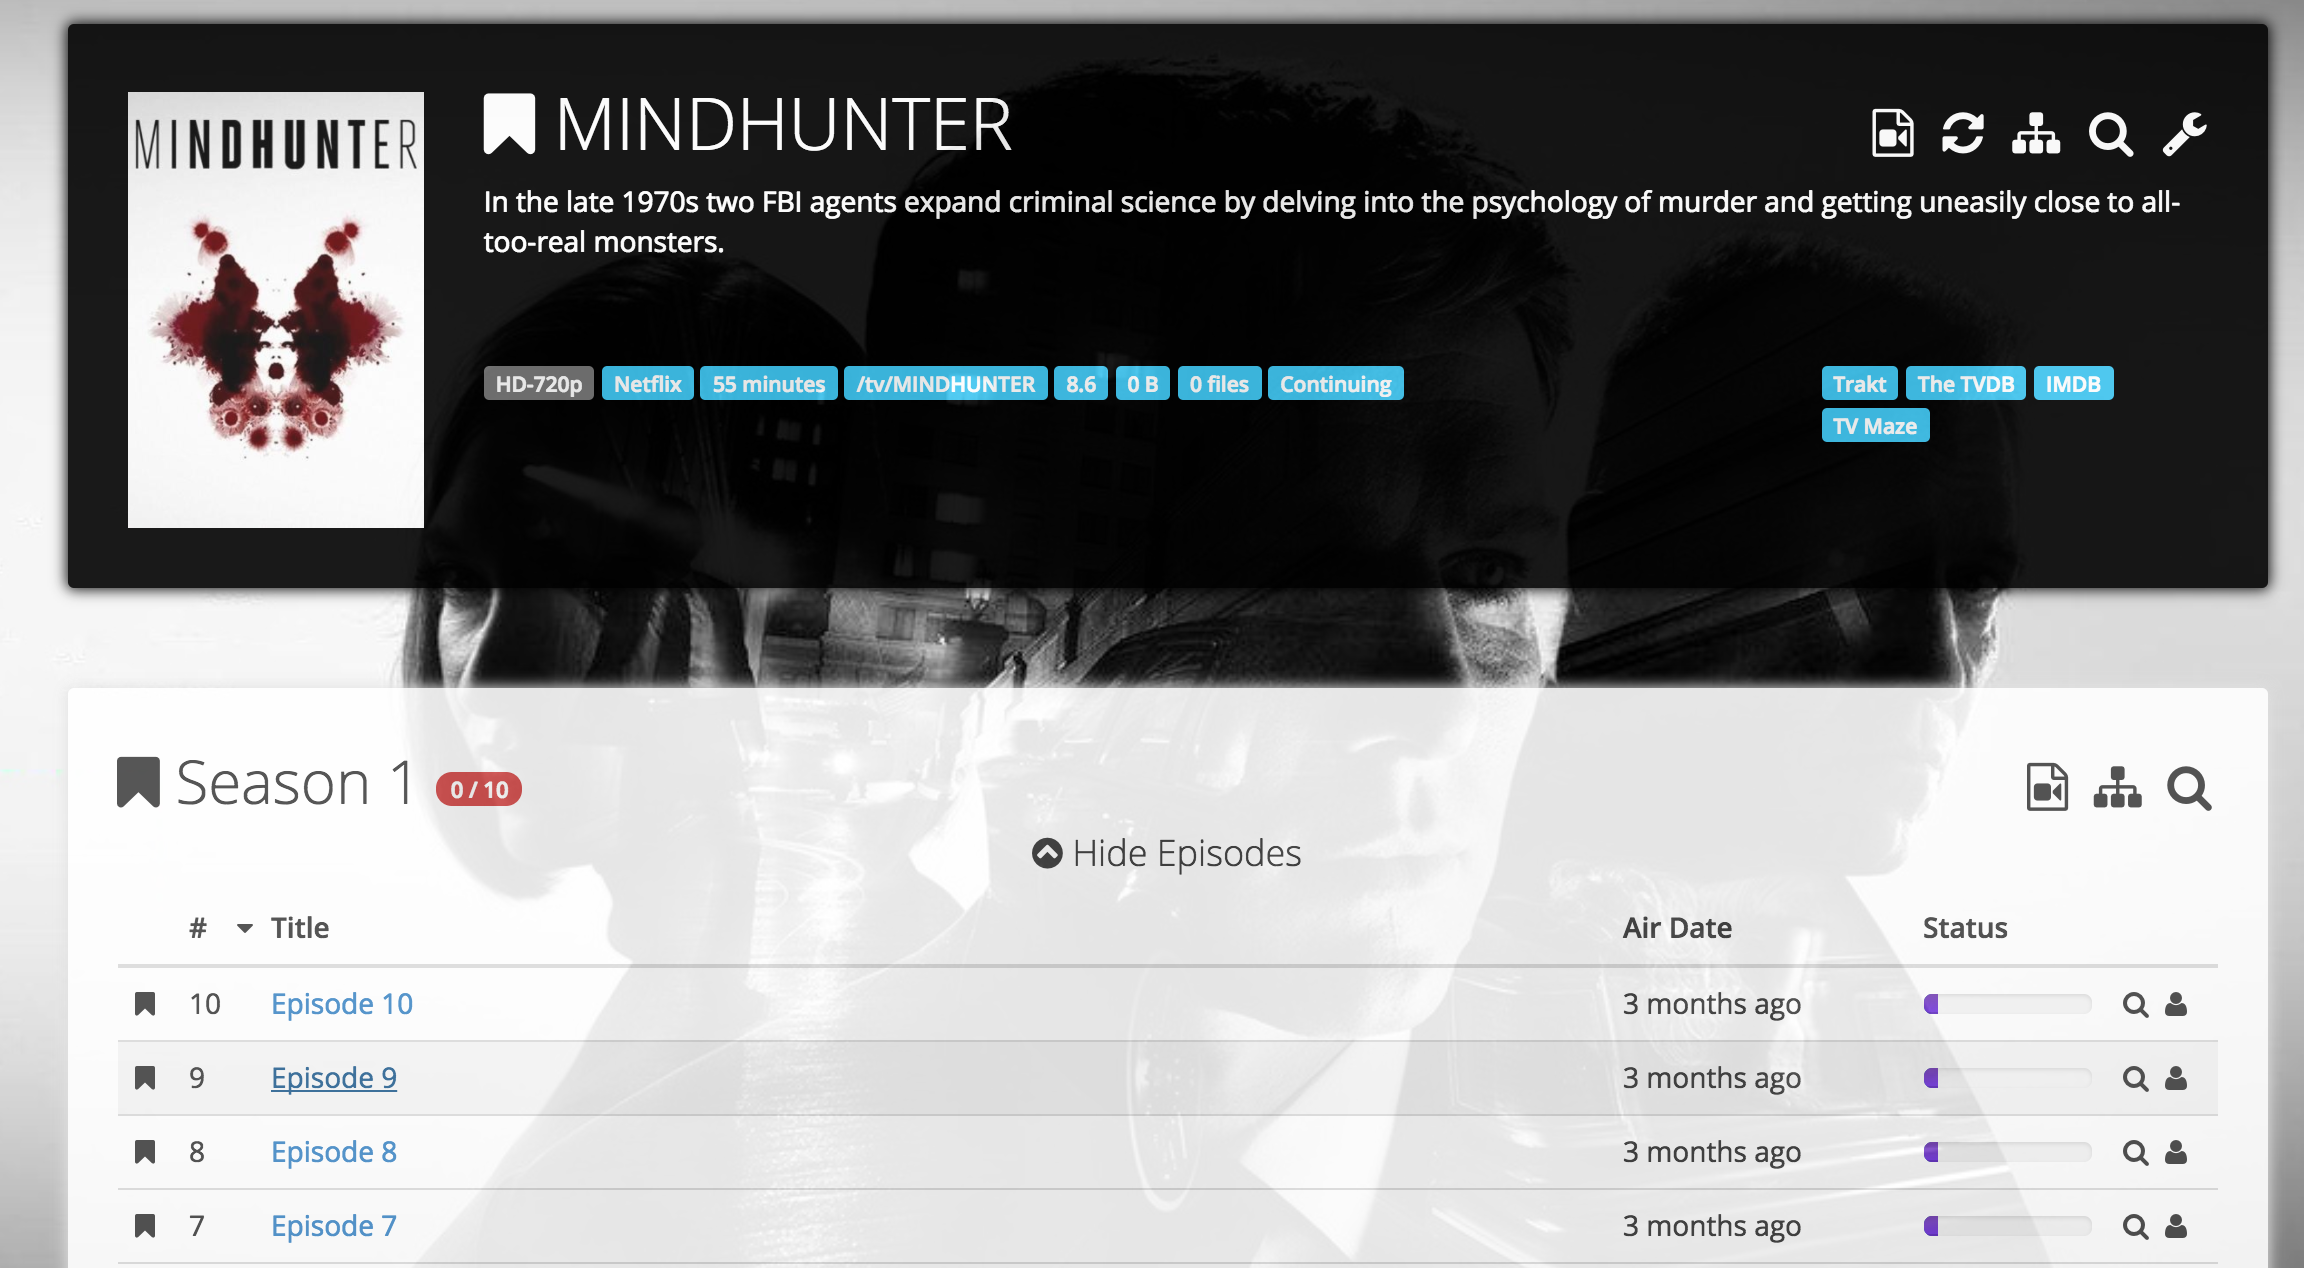 MINDHUNTER
MINDHUNTER
In the late 1970s two FBI agents expand criminal science by delving into the psychology of murder and getting uneasily close to all-
too-real monsters.
HD-720p Netflix 55 minutes /tv/MINDHUNTER 8.6 0 B 0 files Continuing
Trakt The TVDB IMDB
TV Maze
Season 1 0 / 10
Hide Episodes
# Title Air Date Status
10 Episode 10 3 months ago
9 Episode 9 3 months ago
8 Episode 8 3 months ago
7 Episode 7 3 months ago